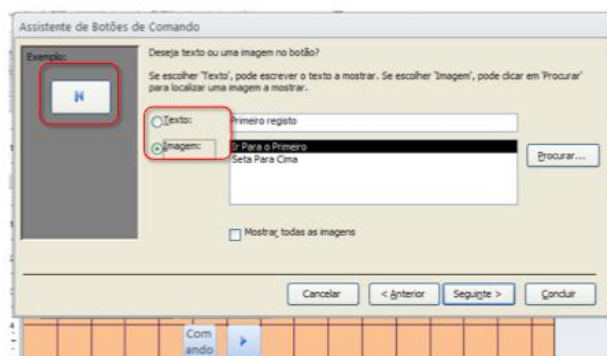 Assistente de Botões de Comando
Exemplo:
Deseja texto ou uma imagem no botão?
Se escolher 'Texto', pode escrever o texto a mostrar. Se escolher 'Imagem', pode clicar em 'Procurar'
para localizar uma imagem a mostrar.
Texto:
Primeiro registo
Imagem:
Ir Para o Primeiro
Seta Para Cima
Procurar...
Mostrar todas as imagens
Cancelar
< Anterior
Seguinte >
Concluir
Com
ando